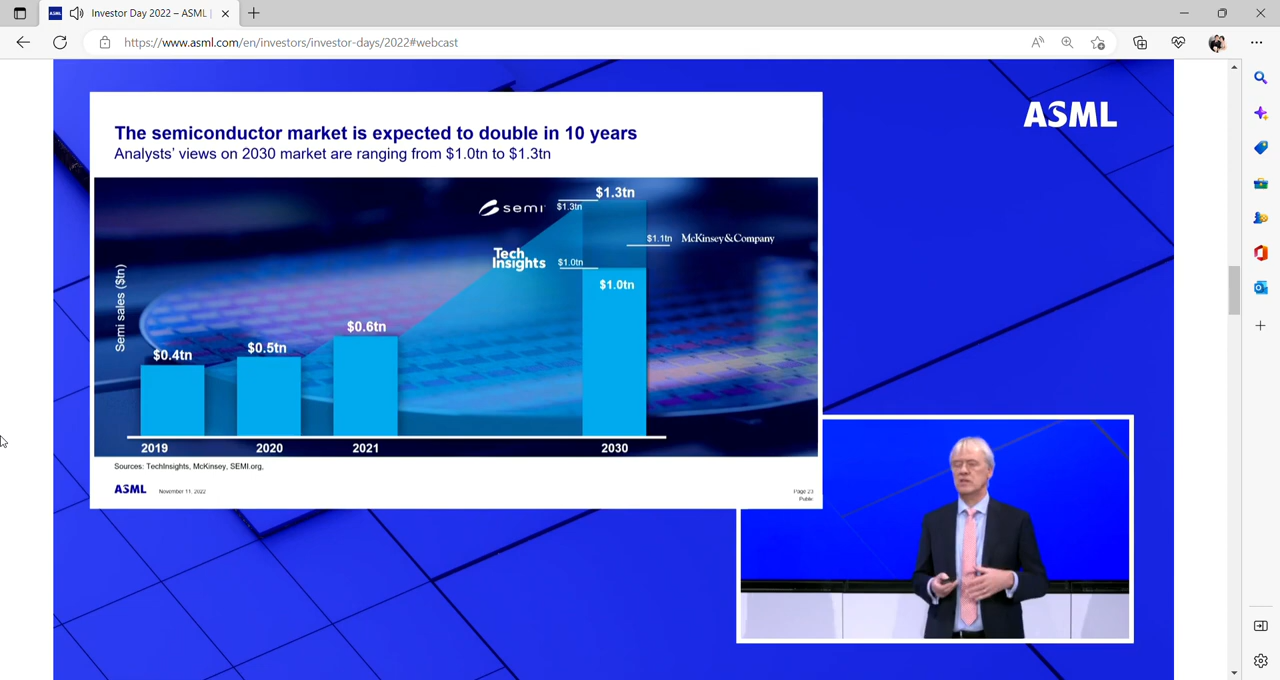 Investor Day 2022 – ASML |
https://www.asml.com/en/investors/investor-days/2022#webcast
ASML
The semiconductor market is expected to double in 10 years
Analysts' views on 2030 market are ranging from $1.0tn to $1.3tn
$1.3tn
semi
$1.3tn
$1.1tn McKinsey&Company
Tech
Insights
$1.0tn
$1.0tn
Semi sales ($tn)
$0.4tn
$0.5tn
$0.6tn
2019 2020 2021 2030
Sources: TechInsights, McKinsey, SEMI.org,
ASML November 11, 2022
Page 23
Public